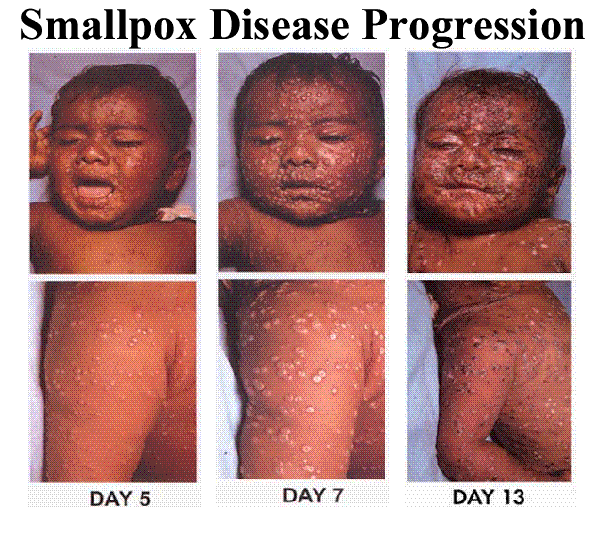 Smallpox Disease Progression
DAY 5
DAY 7
DAY 13